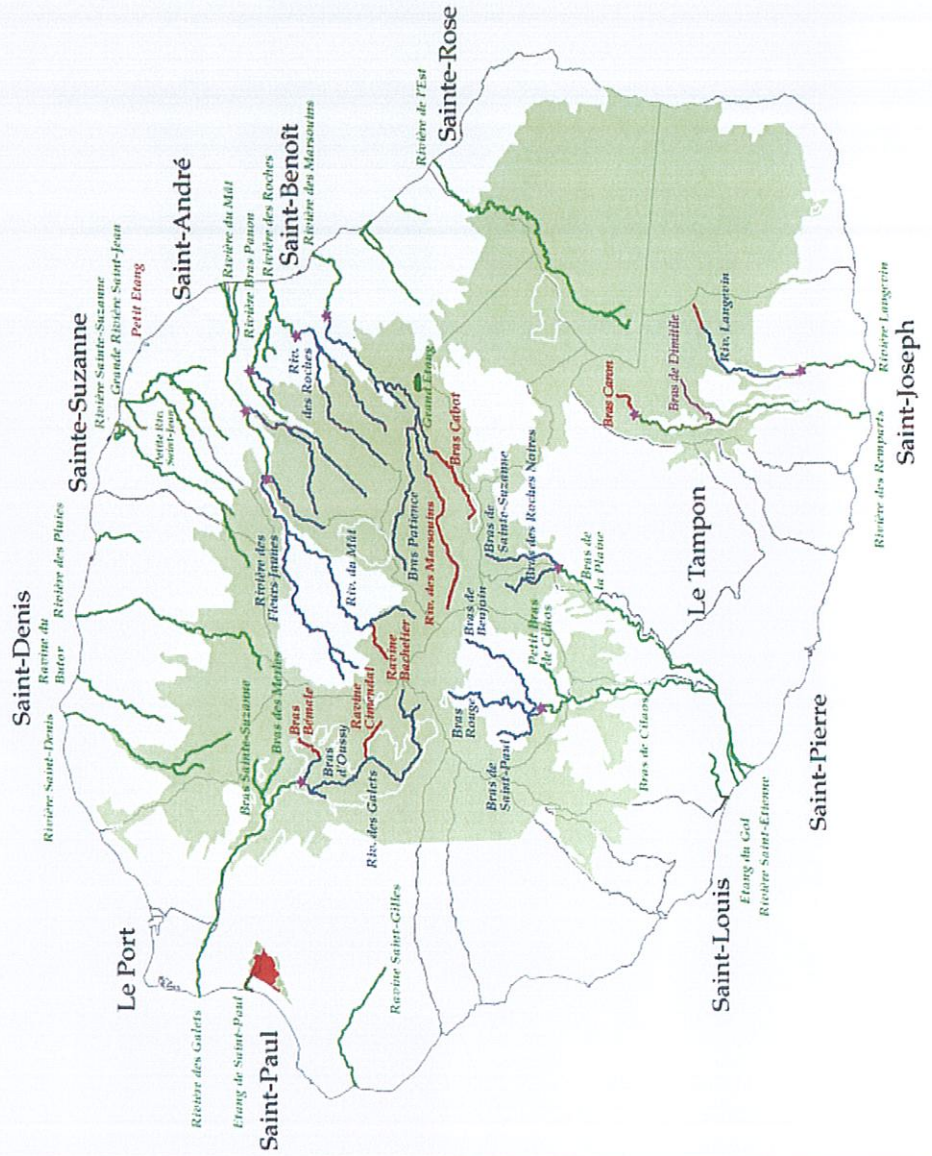 Saint-Denis
Rivière Saint-Denis
Ravine du
Butor
Rivière des Pluies
Sainte-Suzanne
Rivière Sainte-Suzanne
Grande Rivière Saint-Jean
Petit Etang
Petite Riv.
Saint-Jean
Le Port
Saint-André
Rivière du Mât
Rivière Bras Panon
Rivière des Roches
Saint-Benoît
Rivière des Marsouins
Rivière des Galets
Etang de Saint-Paul
Saint-Paul
Bras Sainte-Suzanne
Bras des Merles
Bras
Bémale
Bras
d'Oussy
Ravine
Cimendal
Riv. des Galets
Rivière des
Fleurs-Jaunes
Riv. du Mât
Ravine
Bachelier
Riv.
des Roches
Bras Patience
Riv. des Marsouins
Grand Etang
Bras Cabot
Rivière de l'Est
Sainte-Rose
Ravine Saint-Gilles
Bras
Rouge
Bras de
Benjoin
Bras de
Saint-Paul
Petit Bras
de Cilaos
Bras de
Sainte-Suzanne
Bras des Roches Noires
Bras de
la Plaine
Bras de Cilaos
Bras Caron
Bras de Dimitile
Riv. Langevin
Le Tampon
Saint-Louis
Etang du Gol
Rivière Saint-Etienne
Saint-Pierre
Rivière des Remparts
Rivière Langevin
Saint-Joseph